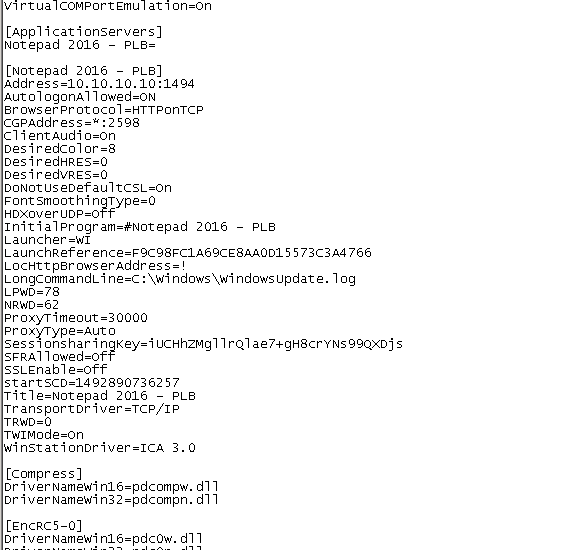 VirtualCOMPortEmulation=On
[ApplicationServers]
Notepad 2016 - PLB=
[Notepad 2016 - PLB]
Address=10.10.10.10:1494
AutologonAllowed=ON
BrowserProtocol=HTTPonTCP
CGPAddress=*:2598
ClientAudio=On
DesiredColor=8
DesiredHRES=0
DesiredVRES=0
DoNotUseDefaultCSL=On
FontSmoothingType=0
HDXoverUDP=Off
InitialProgram=#Notepad 2016 - PLB
Launcher=WI
LaunchReference=F9C98FC1A69CE8AA0D15573C3A4766
LocHttpBrowserAddress=!
LongCommandLine=C:\Windows\WindowsUpdate.log
LPWD=78
NRWD=62
ProxyTimeout=30000
ProxyType=Auto
SessionsharingKey=iUCHhZMgllrQlae7+gH8crYNs99QXDjs
SFRAllowed=Off
SSLEnable=Off
startSCD=1492890736257
Title=Notepad 2016 - PLB
TransportDriver=TCP/IP
TRWD=0
TWIMode=On
WinStationDriver=ICA 3.0
[Compress]
DriverNameWin16=pdcompw.dll
DriverNameWin32=pdcompn.dll
[EncRC5-0]
DriverNameWin16=pdc0w.dll
DriverNameWin32=pdc0n.dll